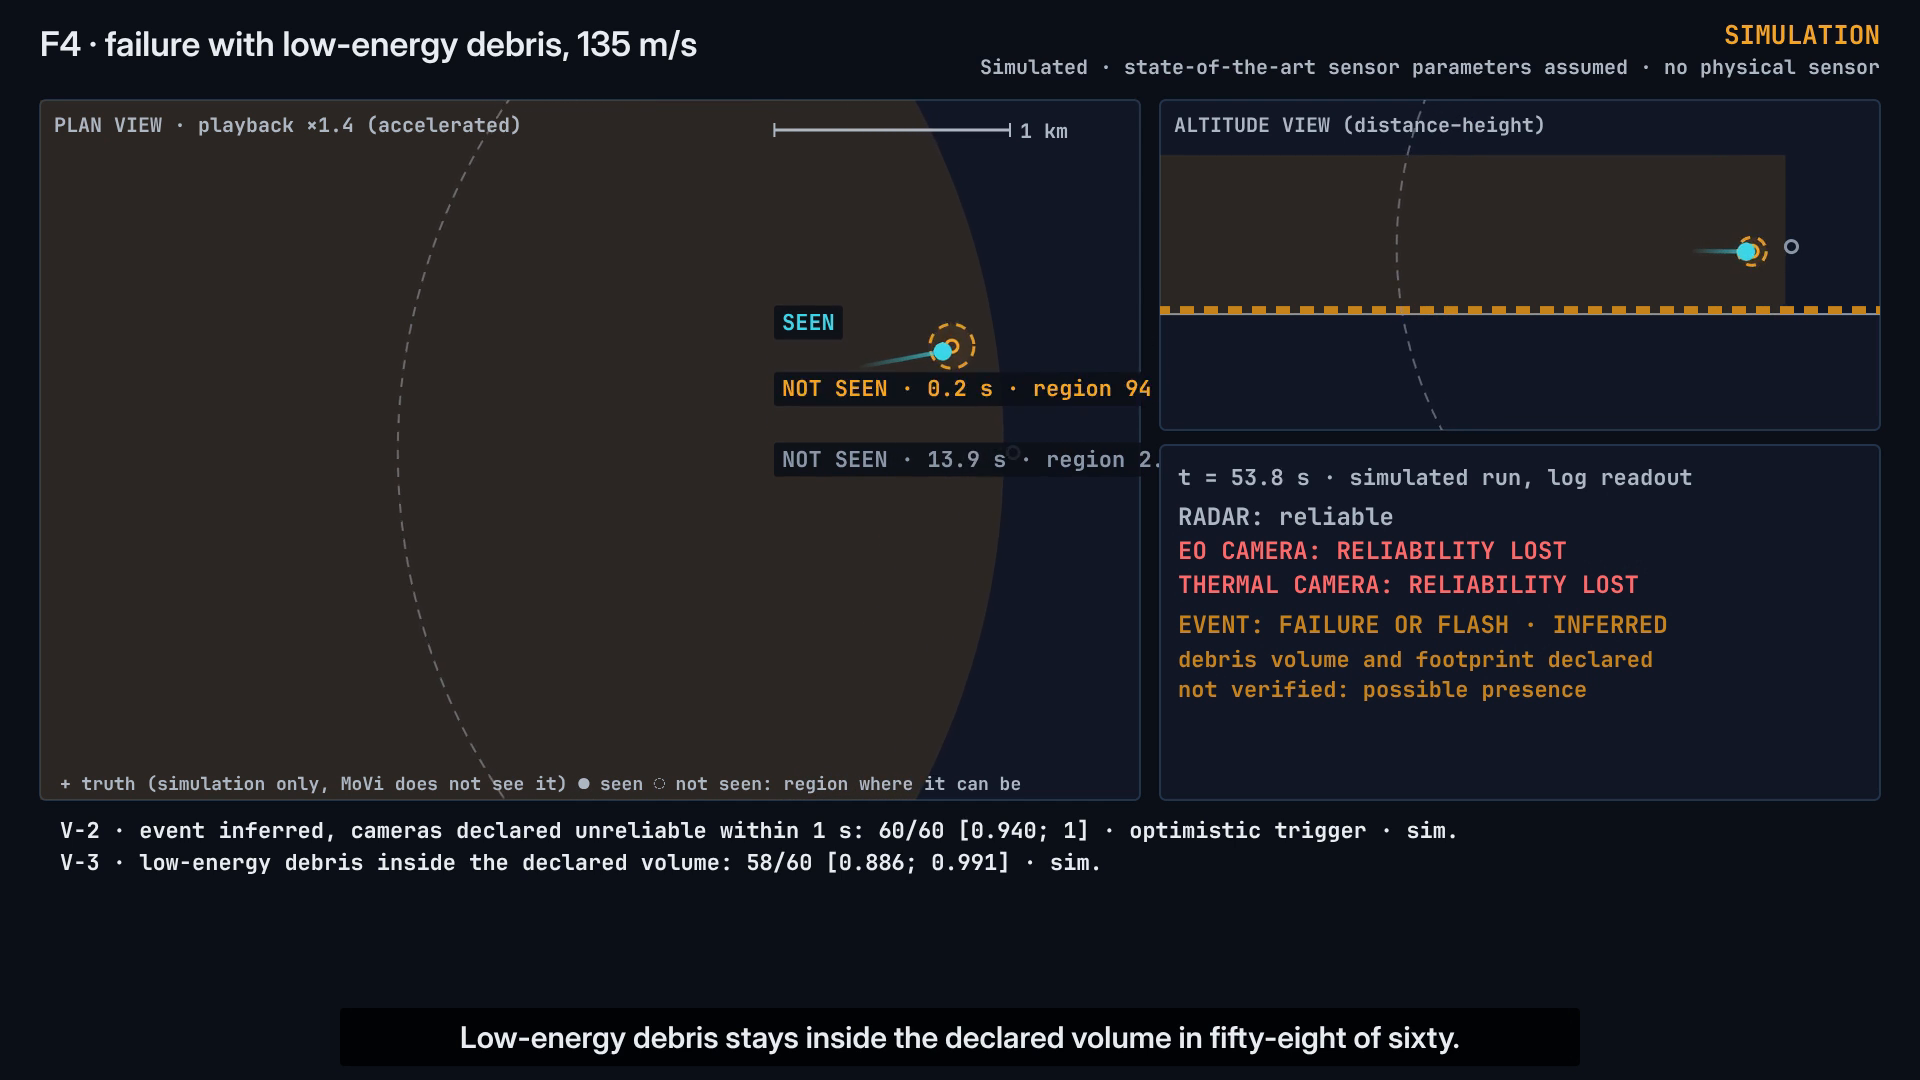 F4 · failure with low-energy debris, 135 m/s
SIMULATION
Simulated · state-of-the-art sensor parameters assumed · no physical sensor
PLAN VIEW · playback ×1.4 (accelerated)
1 km
SEEN
NOT SEEN · 0.2 s · region 94
NOT SEEN · 13.9 s · region 2.
+ truth (simulation only, MoVi does not see it) ● seen ◌ not seen: region where it can be
ALTITUDE VIEW (distance-height)
t = 53.8 s · simulated run, log readout
RADAR: reliable
EO CAMERA: RELIABILITY LOST
THERMAL CAMERA: RELIABILITY LOST
EVENT: FAILURE OR FLASH · INFERRED
debris volume and footprint declared
not verified: possible presence
V-2 · event inferred, cameras declared unreliable within 1 s: 60/60 [0.940; 1] · optimistic trigger · sim.
V-3 · low-energy debris inside the declared volume: 58/60 [0.886; 0.991] · sim.
Low-energy debris stays inside the declared volume in fifty-eight of sixty.